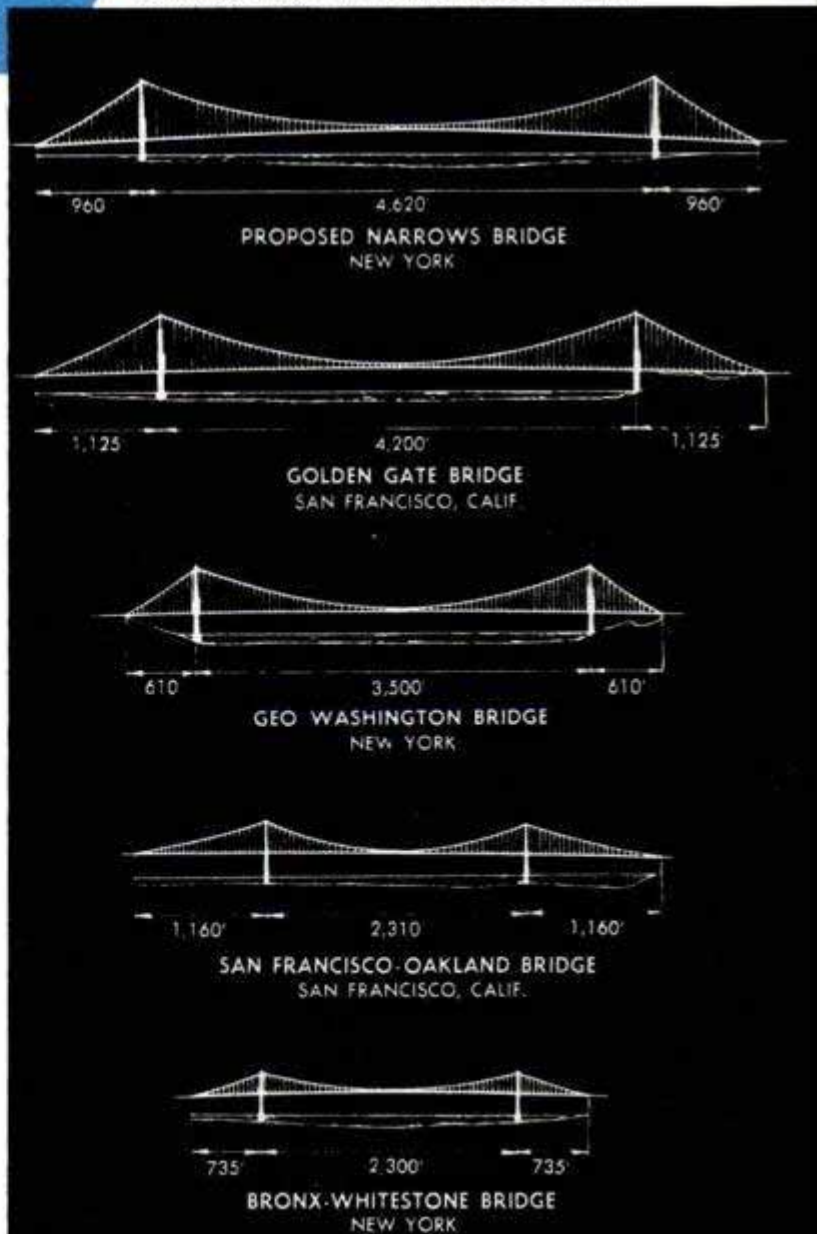 960 4,620' 960'
PROPOSED NARROWS BRIDGE
NEW YORK
1,125 4,200' 1,125'
GOLDEN GATE BRIDGE
SAN FRANCISCO, CALIF.
610 3,500' 610'
GEO WASHINGTON BRIDGE
NEW YORK
1,160' 2,310 1,160'
SAN FRANCISCO-OAKLAND BRIDGE
SAN FRANCISCO, CALIF.
735' 2,300' 735'
BRONX-WHITESTONE BRIDGE
NEW YORK